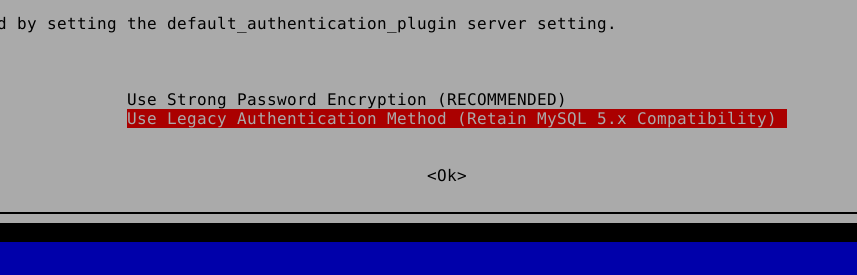 by setting the default_authentication_plugin server setting.
Use Strong Password Encryption (RECOMMENDED)
Use Legacy Authentication Method (Retain MySQL 5.x Compatibility)
<Ok>